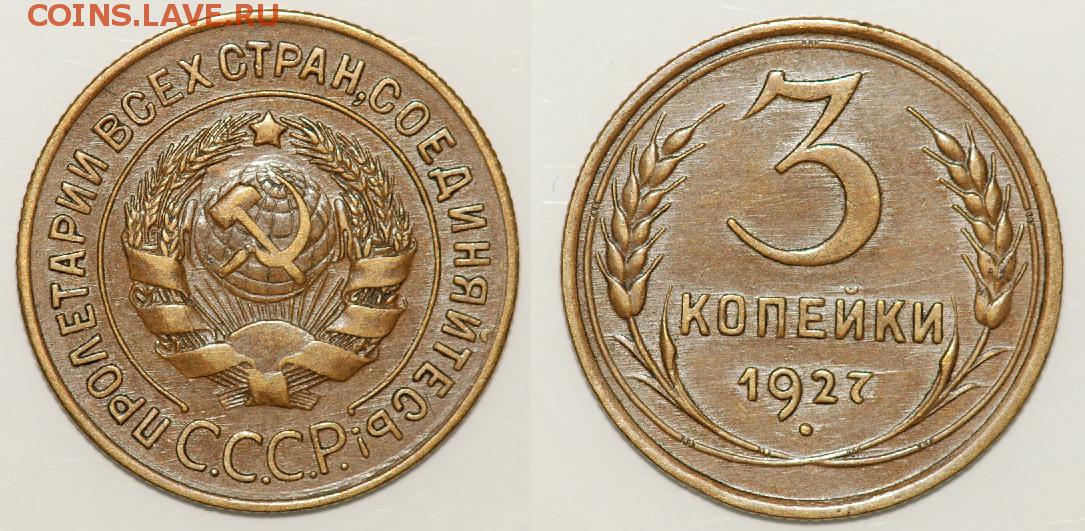 COINS.LAVE.RU
ПРОЛЕТАРИИ ВСЕХ СТРАН, СОЕДИНЯЙТЕСЬ!
С.С.С.Р.
3
КОПЕЙКИ
1927